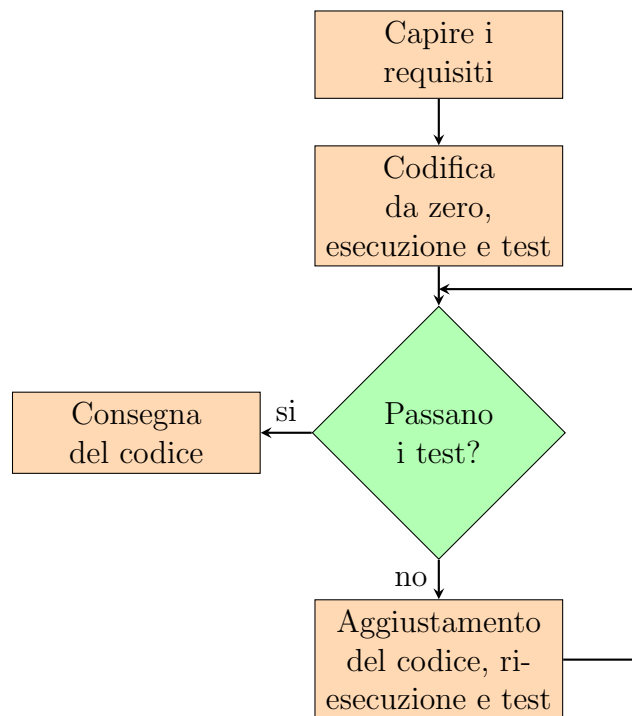 Capire i
requisiti
Codifica
da zero,
esecuzione e test
Passano
i test?
si
Consegna
del codice
no
Aggiustamento
del codice, ri-
esecuzione e test